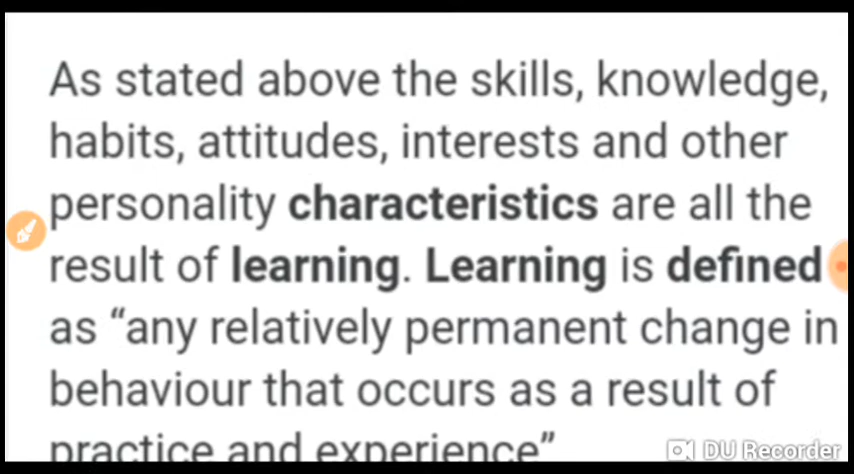 As stated above the skills, knowledge,
habits, attitudes, interests and other
personality characteristics are all the
result of learning. Learning is defined
as “any relatively permanent change in
behaviour that occurs as a result of
practice and experience”
DU Recorder